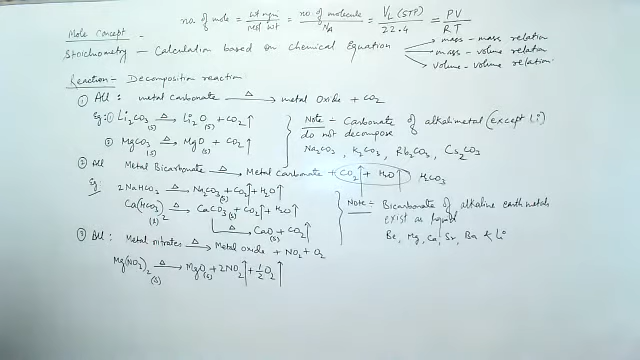 Mole Concept -
no. of mole = wt. ngm / mol wt = no. of molecule / NA = VL (STP) / 22.4 = PV / RT
Stoichometry - Calculation based on chemical Equation
mass - mass relation
mass - volume relation
volume - volume relation
Reaction - Decomposition reaction
① All : metal Carbonate —Δ→ metal Oxide + CO2
Eg: ① Li2CO3 (s) —Δ→ Li2O (s) + CO2↑
② MgCO3 (s) —Δ→ MgO (s) + CO2↑
Note - Carbonate of alkalimetal (except Li)
do not decompose
Na2CO3, K2CO3, Rb2CO3, Cs2CO3
② All Metal Bicarbonate —Δ→ Metal Carbonate + CO2↑ + H2O↑ H2CO3
Eg: 2NaHCO3 —Δ→ Na2CO3 (s) + CO2↑ + H2O↑
Ca(HCO3)2 (l) —Δ→ CaCO3 (s) + CO2↑ + H2O↑
Δ→ CaO (s) + CO2↑
Note - Bicarbonate of alkaline earth metals
exist as liquid
Be, Mg, Ca, Sr, Ba & Li
③ All : Metal nitrates —Δ→ Metal oxide + NO2 + O2
Mg(NO3)2 (s) —Δ→ MgO (s) + 2NO2↑ + 1/2 O2↑